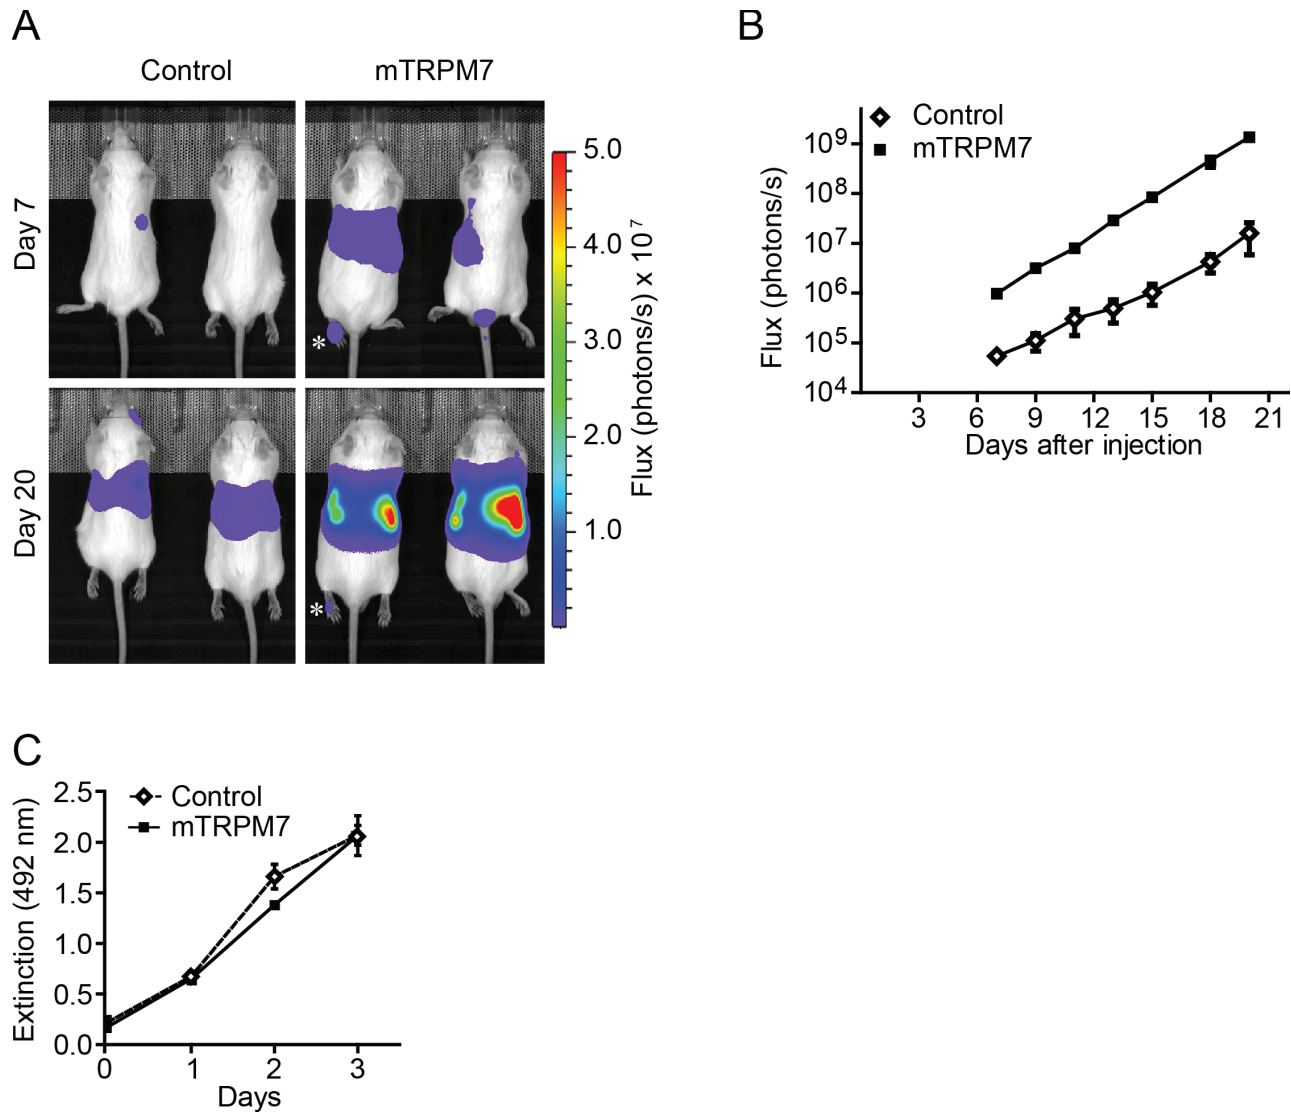 A
Control
mTRPM7
Day 7
Day 20
*
*
5.0
4.0
3.0
2.0
1.0
Flux (photons/s) x 10⁷
B
Control
mTRPM7
Flux (photons/s)
10⁹
10⁸
10⁷
10⁶
10⁵
10⁴
3 6 9 12 15 18 21
Days after injection
C
Control
mTRPM7
Extinction (492 nm)
2.5
2.0
1.5
1.0
0.5
0.0
0 1 2 3
Days